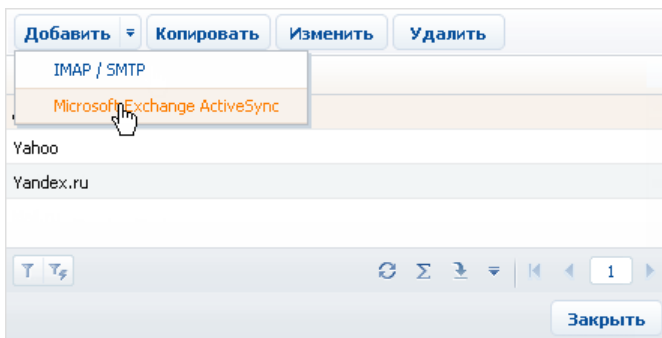 Добавить Копировать Изменить Удалить
IMAP / SMTP
Microsoft Exchange ActiveSync
Yahoo
Yandex.ru
1
Закрыть